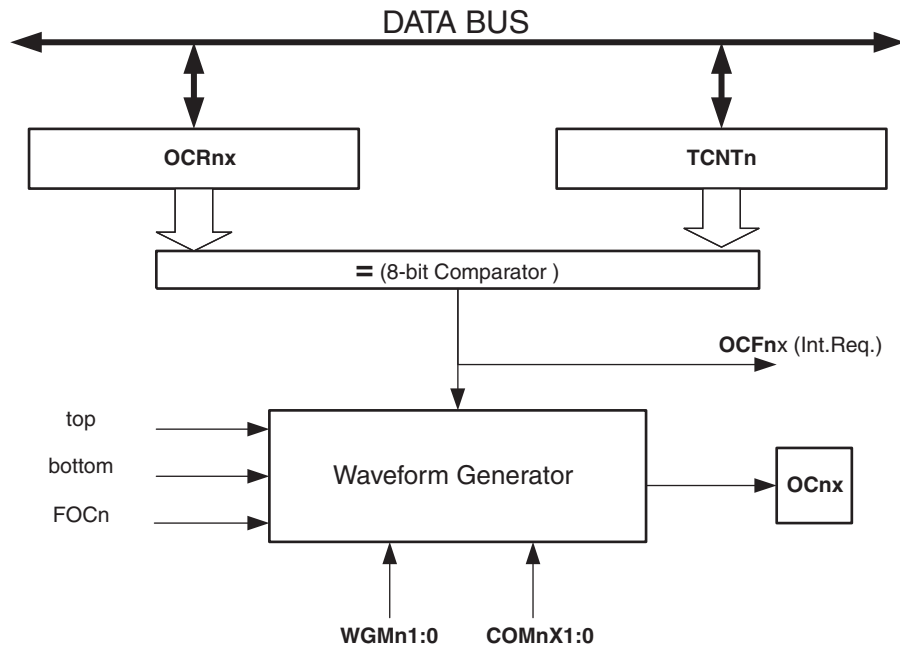 DATA BUS
OCRnx
TCNTn
= (8-bit Comparator )
OCFnx (Int.Req.)
top
bottom
FOCn
Waveform Generator
OCnx
WGMn1:0
COMnX1:0